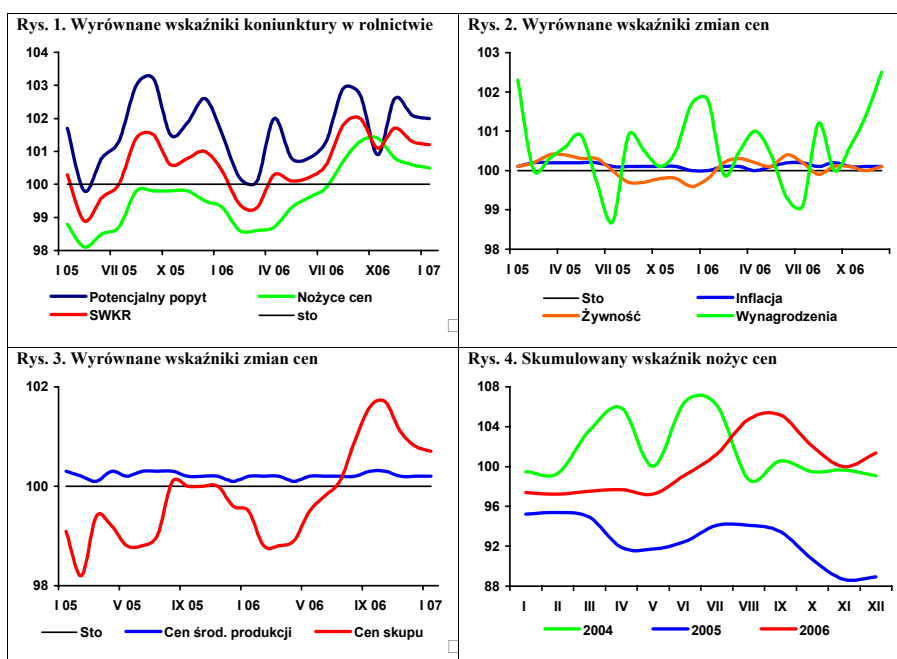 Rys. 1. Wyrównane wskaźniki koniunktury w rolnictwie
104
103
102
101
100
99
98
I 05 VII 05 X 05 I 06 IV 06 VII 06 X06 I 07
Potencjalny popyt Nożyce cen
SWKR sto
Rys. 2. Wyrównane wskaźniki zmian cen
103
102
101
100
99
98
I 05 IV 05 VII 05 X 05 I 06 IV 06 VII 06 X 06
Sto Inflacja
Żywność Wynagrodzenia
Rys. 3. Wyrównane wskaźniki zmian cen
102
100
98
I 05 V 05 IX 05 I 06 V 06 IX 06 I 07
Sto Cen środ. produkcji Cen skupu
Rys. 4. Skumulowany wskaźnik nożyc cen
108
104
100
96
92
88
I II III IV V VI VII VIII IX X XI XII
2004 2005 2006